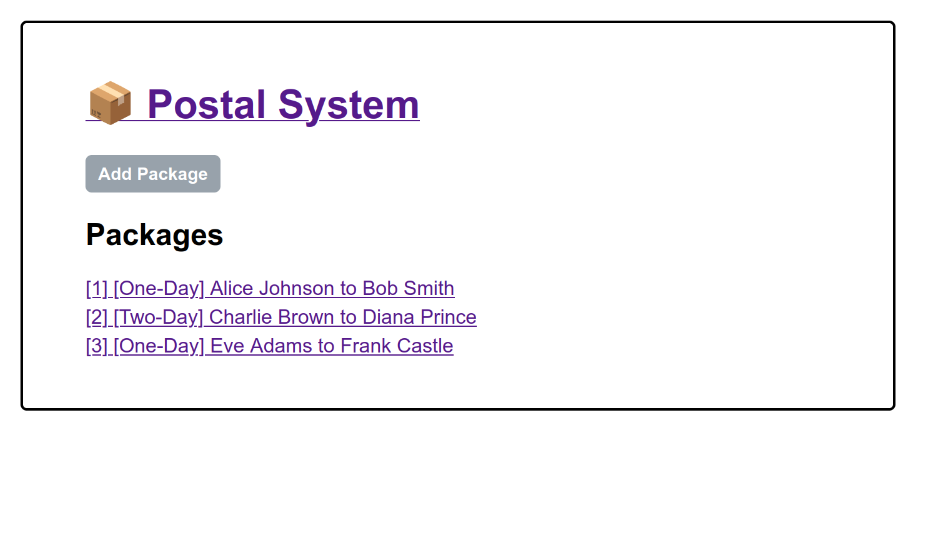 Postal System
Add Package
Packages
[1] [One-Day] Alice Johnson to Bob Smith
[2] [Two-Day] Charlie Brown to Diana Prince
[3] [One-Day] Eve Adams to Frank Castle